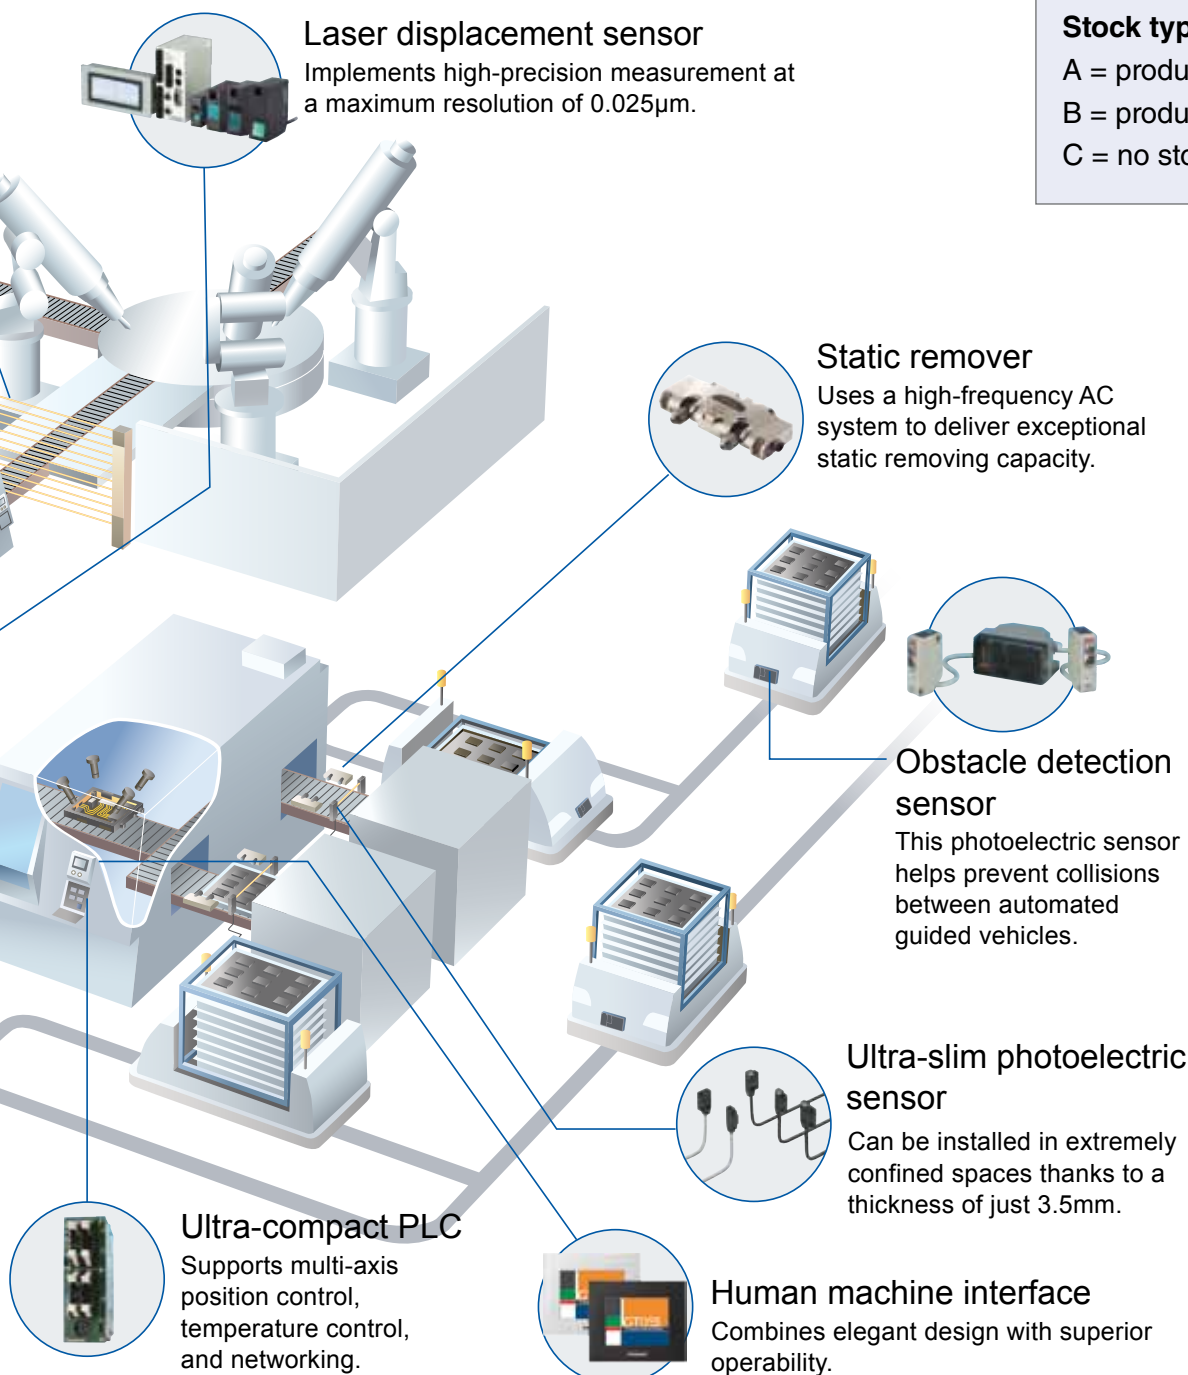 Laser displacement sensor
Implements high-precision measurement at
a maximum resolution of 0.025µm.
Stock typ
A = produ
B = produ
C = no sto
Static remover
Uses a high-frequency AC
system to deliver exceptional
static removing capacity.
Obstacle detection
sensor
This photoelectric sensor
helps prevent collisions
between automated
guided vehicles.
Ultra-slim photoelectric
sensor
Can be installed in extremely
confined spaces thanks to a
thickness of just 3.5mm.
Ultra-compact PLC
Supports multi-axis
position control,
temperature control,
and networking.
Human machine interface
Combines elegant design with superior
operability.